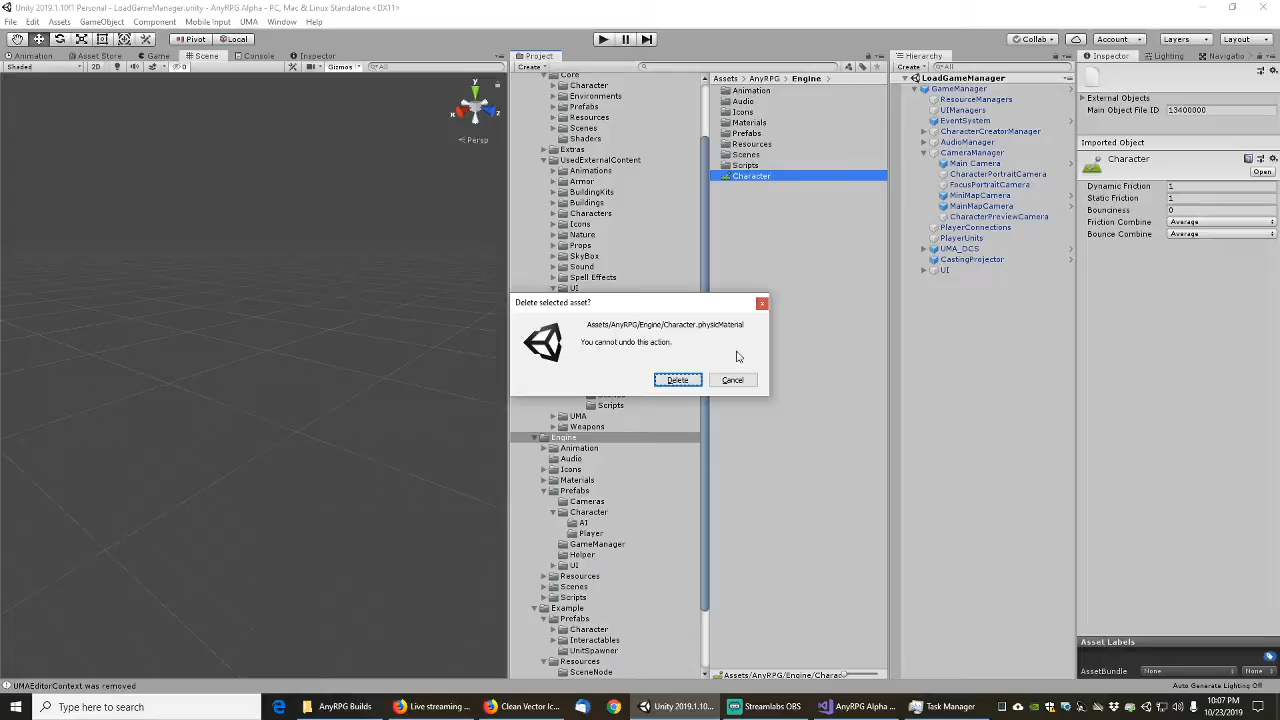 Unity 2019.1.10f1 Personal - LoadGameManager.unity - AnyRPG - PC, Mac & Linux Standalone <DX11>
File Edit Assets GameObject Component Mobile Input UMA Window Help
Pivot Local Collab Account Layers Layout
Animation Asset Store Game Scene Console Inspector
Shaded 2D 0 Gizmos All
Persp
Project
Create
Core
Character
Environments
Prefabs
Resources
Scenes
Shaders
Extras
UsedExternalContent
Animations
Armor
BuildingKits
Buildings
Characters
Icons
Nature
Props
SkyBox
Sound
Spell Effects
UI
Scripts
UMA
Weapons
Engine
Animation
Audio
Icons
Materials
Prefabs
Cameras
Character
AI
Player
GameManager
Helper
UI
Resources
Scenes
Scripts
Example
Prefabs
Character
Interactables
UnitSpawner
Resources
SceneNode
Assets AnyRPG Engine
Animation
Audio
Icons
Materials
Prefabs
Resources
Scenes
Scripts
Character
Assets/AnyRPG/Engine/Charac
Delete selected asset?
Assets/AnyRPG/Engine/Character.physicMaterial
You cannot undo this action.
Delete Cancel
Hierarchy
Create All
LoadGameManager
GameManager
ResourceManagers
UIManagers
EventSystem
CharacterCreatorManager
AudioManager
CameraManager
Main Camera
CharacterPortraitCamera
FocusPortraitCamera
MiniMapCamera
MainMapCamera
CharacterPreviewCamera
PlayerConnections
PlayerUnits
UMA_DCS
CastingProjector
UI
Inspector Lighting Navigatio
External Objects
Main Object File ID 13400000
Imported Object
Character
Open
Dynamic Friction 1
Static Friction 1
Bounciness 0
Friction Combine Average
Bounce Combine Average
Asset Labels
AssetBundle None None
UMAEditorContext was removed
Auto Generate Lighting Off
Type here to search AnyRPG Builds Live streaming ... Clean Vector Ic... Unity 2019.1.10... Streamlabs OBS AnyRPG Alpha ... Task Manager
10:07 PM
10/23/2019